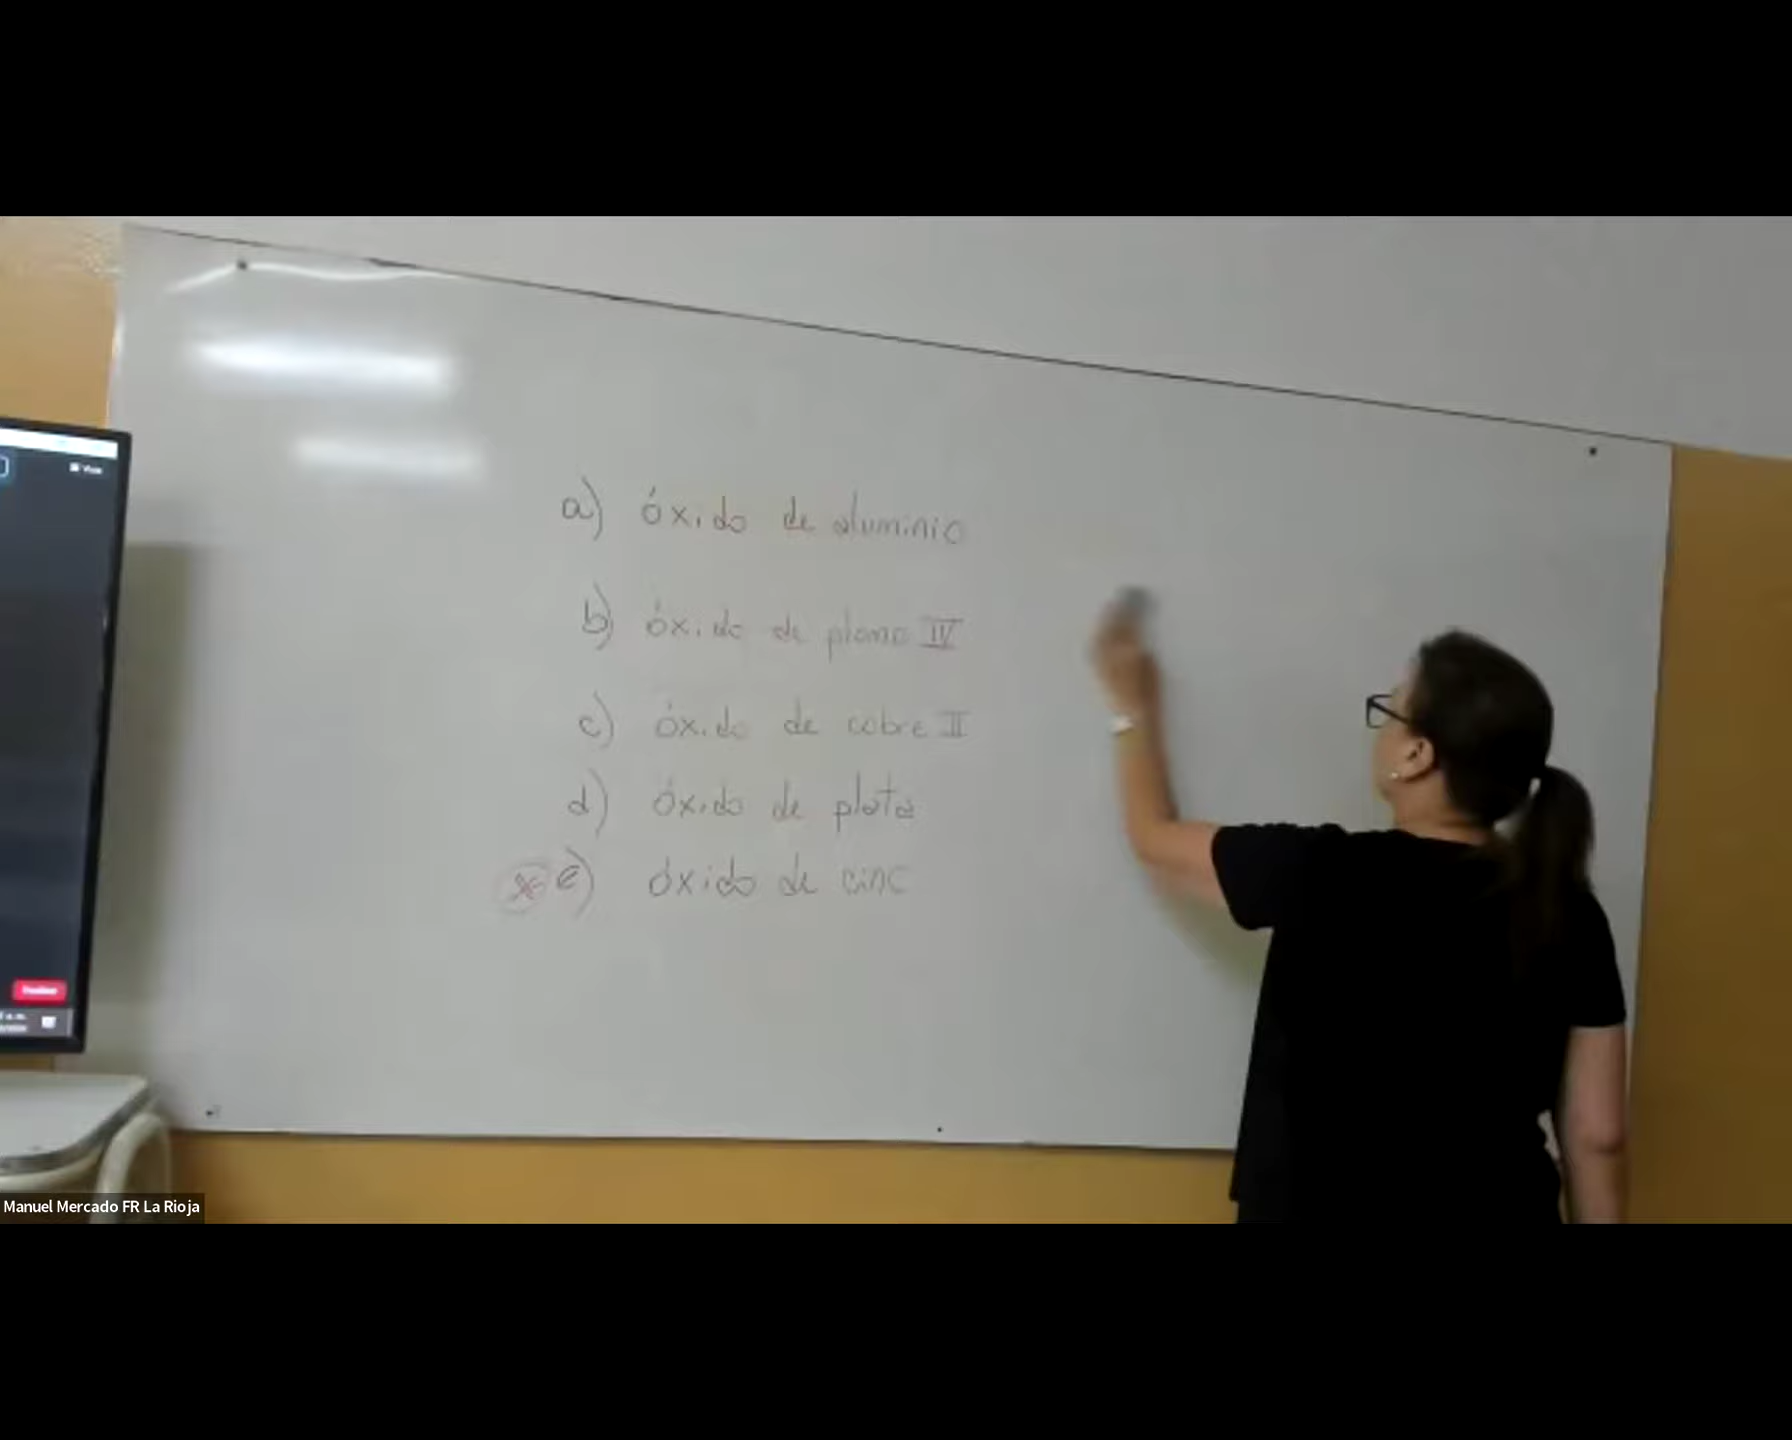 a) óxido de aluminio
b) óxido de plomo IV
c) óxido de cobre II
d) óxido de plata
e) óxido de cinc
Manuel Mercado FR La Rioja